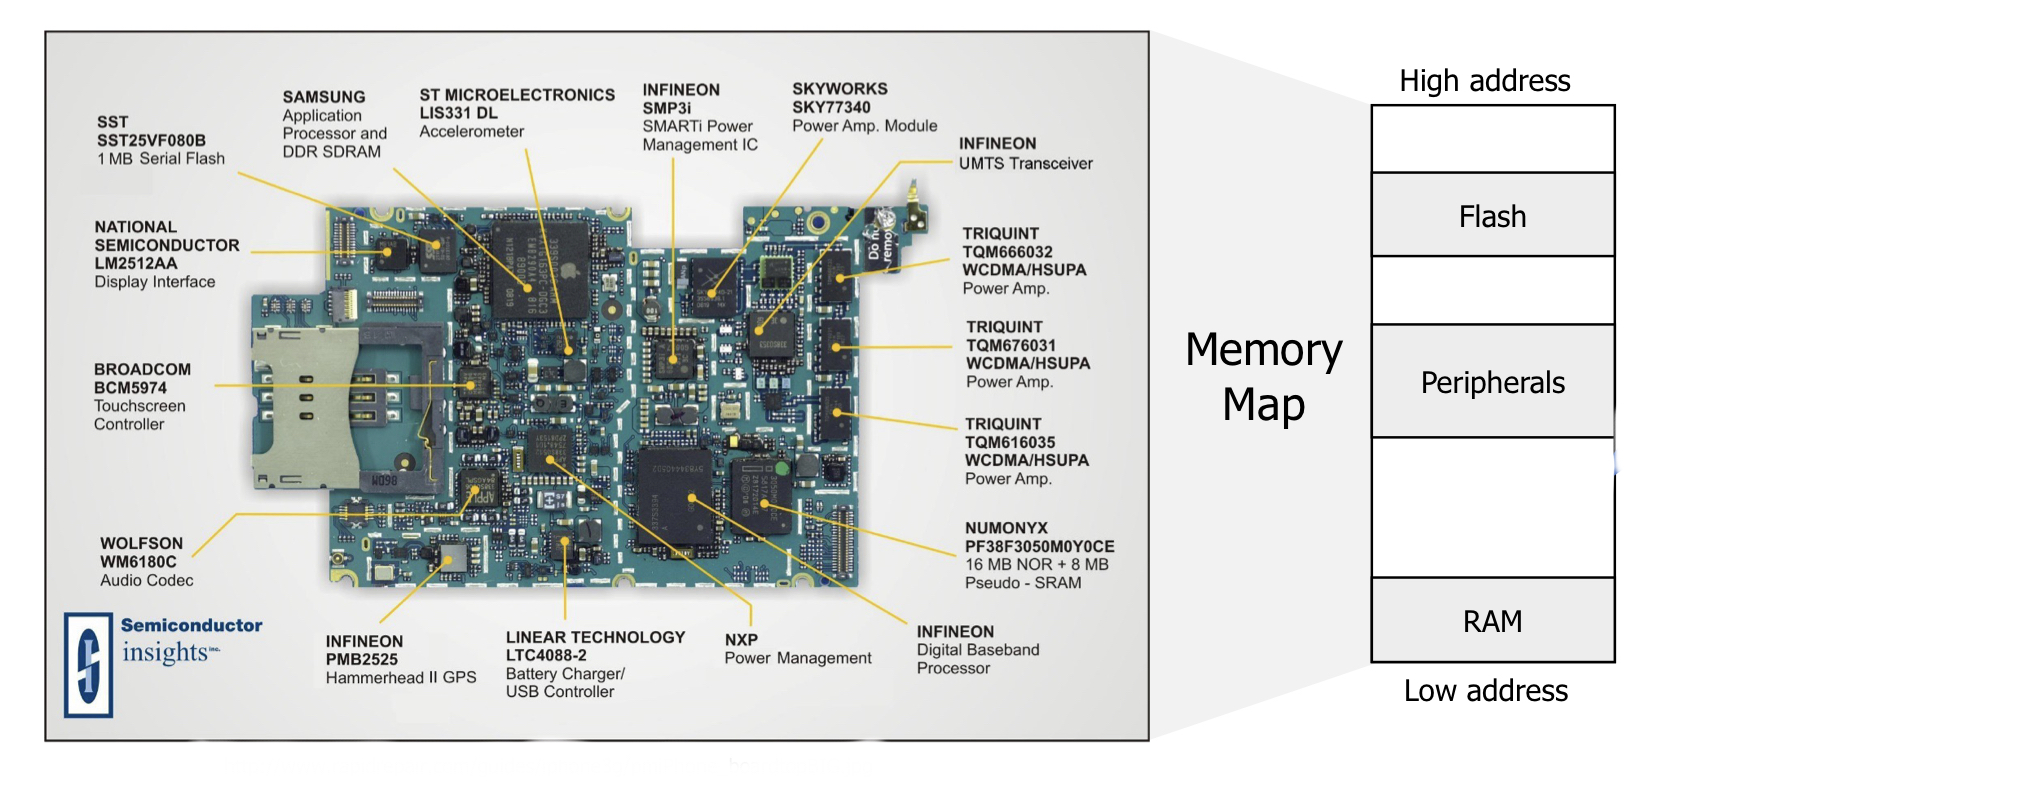 SST
SST25VF080B
1 MB Serial Flash
SAMSUNG
Application
Processor and
DDR SDRAM
ST MICROELECTRONICS
LIS331 DL
Accelerometer
INFINEON
SMP3i
SMARTi Power
Management IC
SKYWORKS
SKY77340
Power Amp. Module
INFINEON
UMTS Transceiver
NATIONAL
SEMICONDUCTOR
LM2512AA
Display Interface
TRIQUINT
TQM666032
WCDMA/HSUPA
Power Amp.
TRIQUINT
TQM676031
WCDMA/HSUPA
Power Amp.
BROADCOM
BCM5974
Touchscreen
Controller
TRIQUINT
TQM616035
WCDMA/HSUPA
Power Amp.
WOLFSON
WM6180C
Audio Codec
NUMONYX
PF38F3050M0Y0CE
16 MB NOR + 8 MB
Pseudo - SRAM
Semiconductor
insights inc.
INFINEON
PMB2525
Hammerhead II GPS
LINEAR TECHNOLOGY
LTC4088-2
Battery Charger/
USB Controller
NXP
Power Management
INFINEON
Digital Baseband
Processor
APPLE
Memory
Map
High address
Flash
Peripherals
RAM
Low address